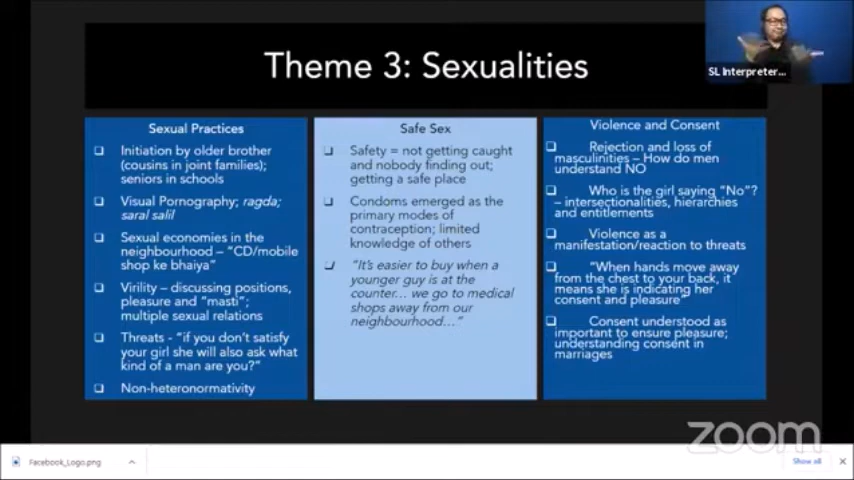 Theme 3: Sexualities
SL Interpreter...
Sexual Practices
❑ Initiation by older brother
(cousins in joint families);
seniors in schools
❑ Visual Pornography; ragda;
saral salil
❑ Sexual economies in the
neighbourhood – “CD/mobile
shop ke bhaiya”
❑ Virility – discussing positions,
pleasure and “masti”;
multiple sexual relations
❑ Threats - “if you don’t satisfy
your girl she will also ask what
kind of a man are you?”
❑ Non-heteronormativity
Safe Sex
❑ Safety = not getting caught
and nobody finding out;
getting a safe place
❑ Condoms emerged as the
primary modes of
contraception; limited
knowledge of others
❑ “It’s easier to buy when a
younger guy is at the
counter... we go to medical
shops away from our
neighbourhood...”
Violence and Consent
❑ Rejection and loss of
masculinities – How do men
understand NO
❑ Who is the girl saying “No”?
– intersectionalities, hierarchies
and entitlements
❑ Violence as a
manifestation/reaction to threats
❑ “When hands move away
from the chest to your back, it
means she is indicating her
consent and pleasure”
❑ Consent understood as
important to ensure pleasure;
understanding consent in
marriages
zoom
Facebook_Logo.png
Show all